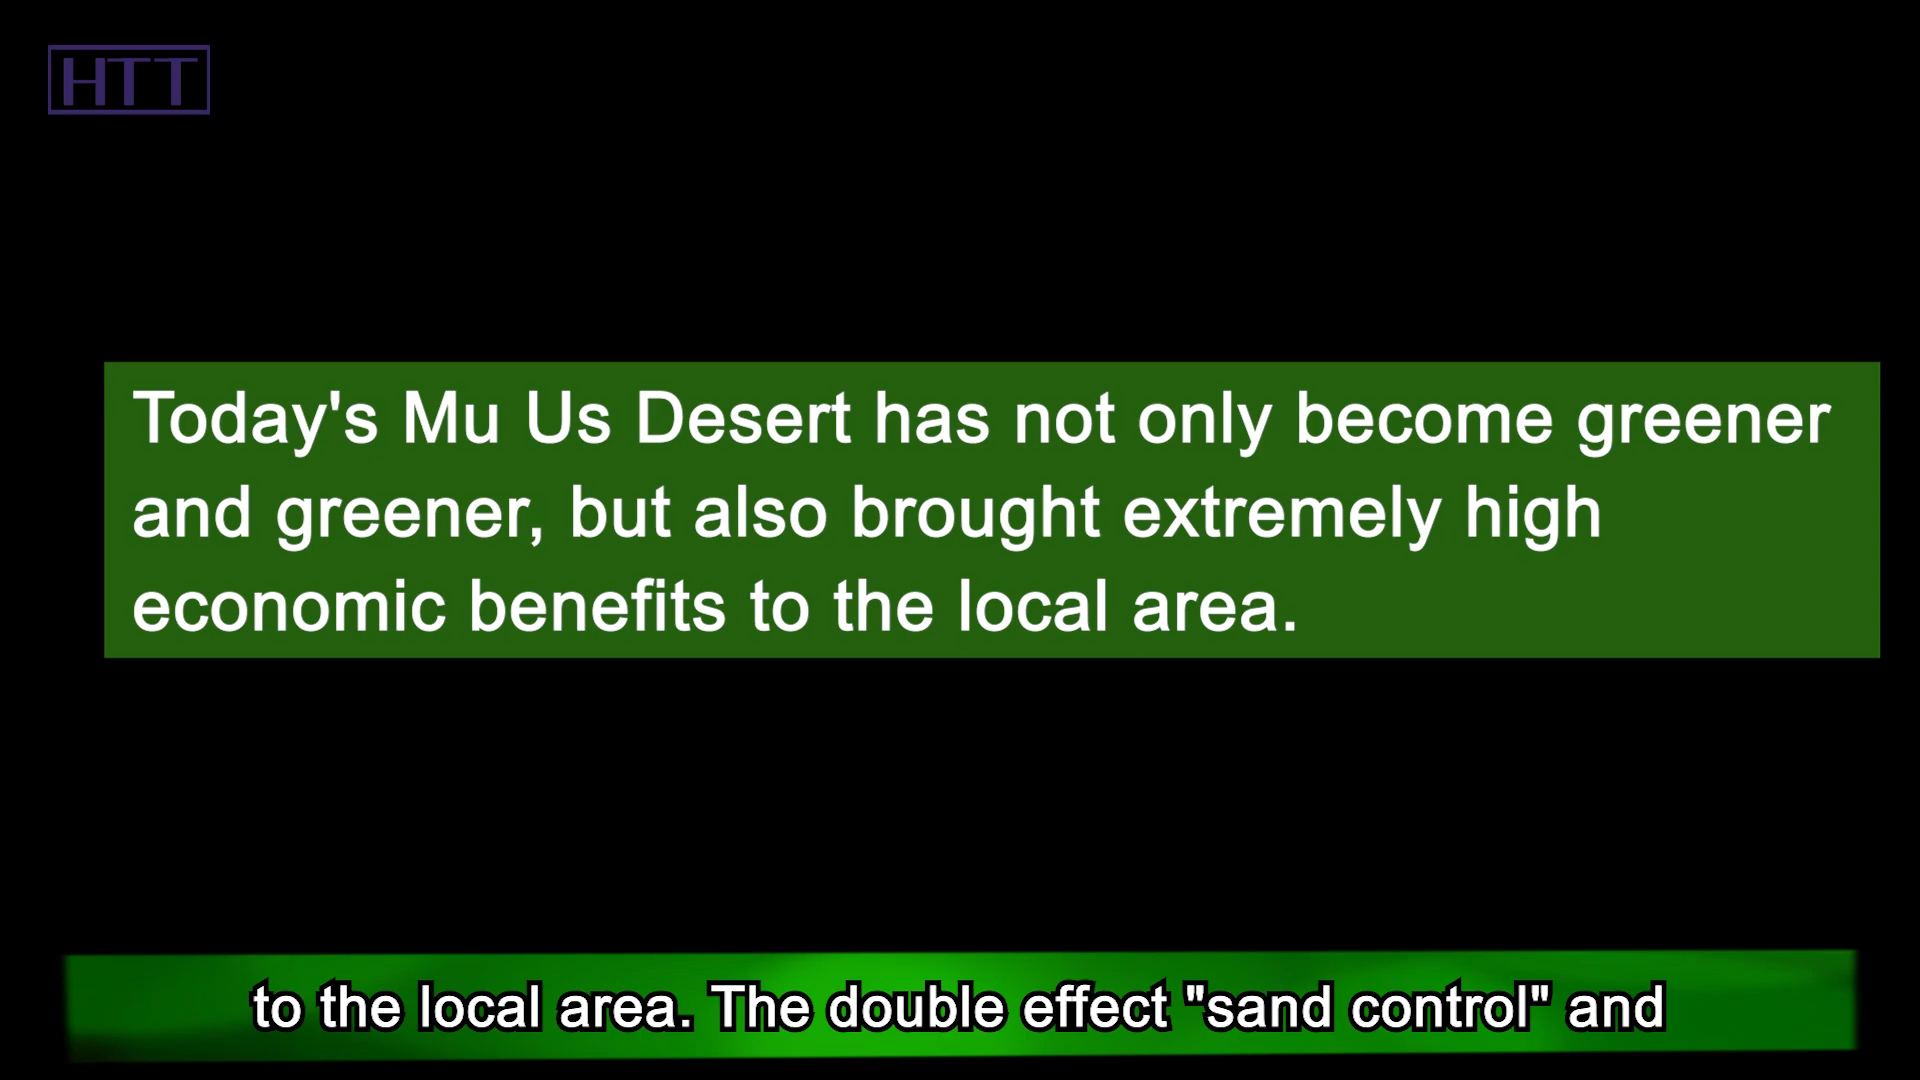 HTT
Today's Mu Us Desert has not only become greener
and greener, but also brought extremely high
economic benefits to the local area.
to the local area. The double effect "sand control" and